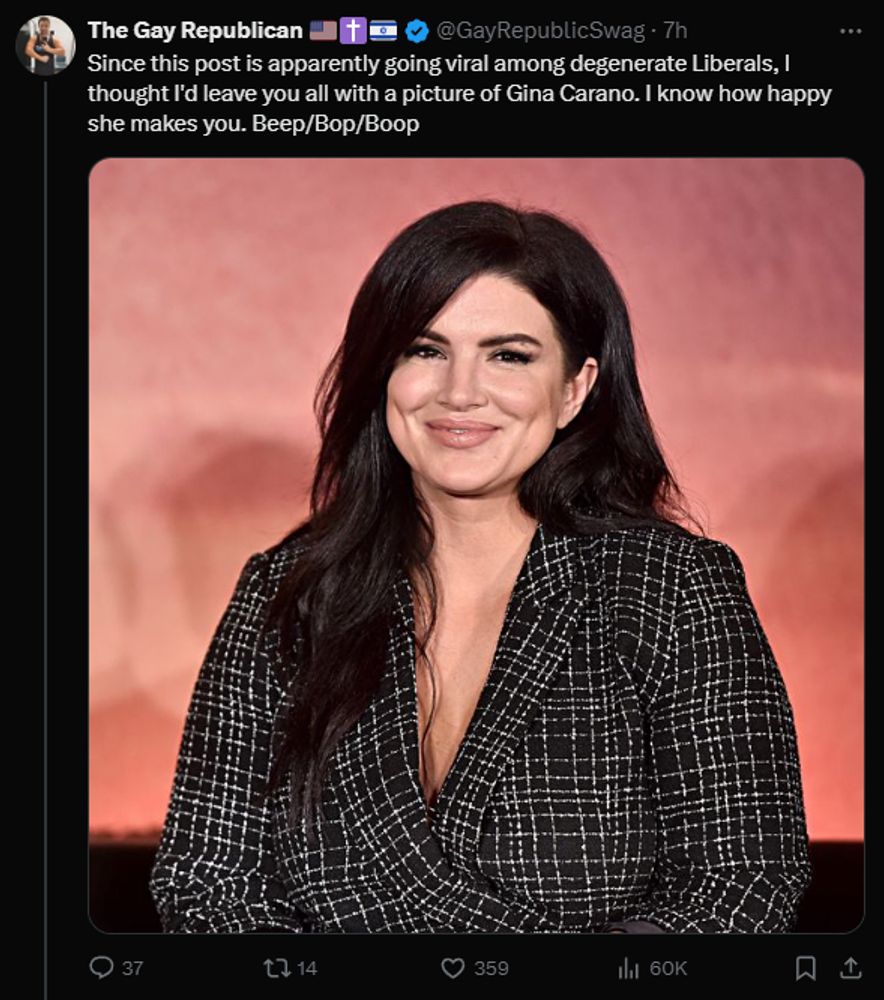 The Gay Republican 🇺🇸✝️🇮🇱 @GayRepublicSwag · 7h
Since this post is apparently going viral among degenerate Liberals, I
thought I'd leave you all with a picture of Gina Carano. I know how happy
she makes you. Beep/Bop/Boop
37 14 359 60K